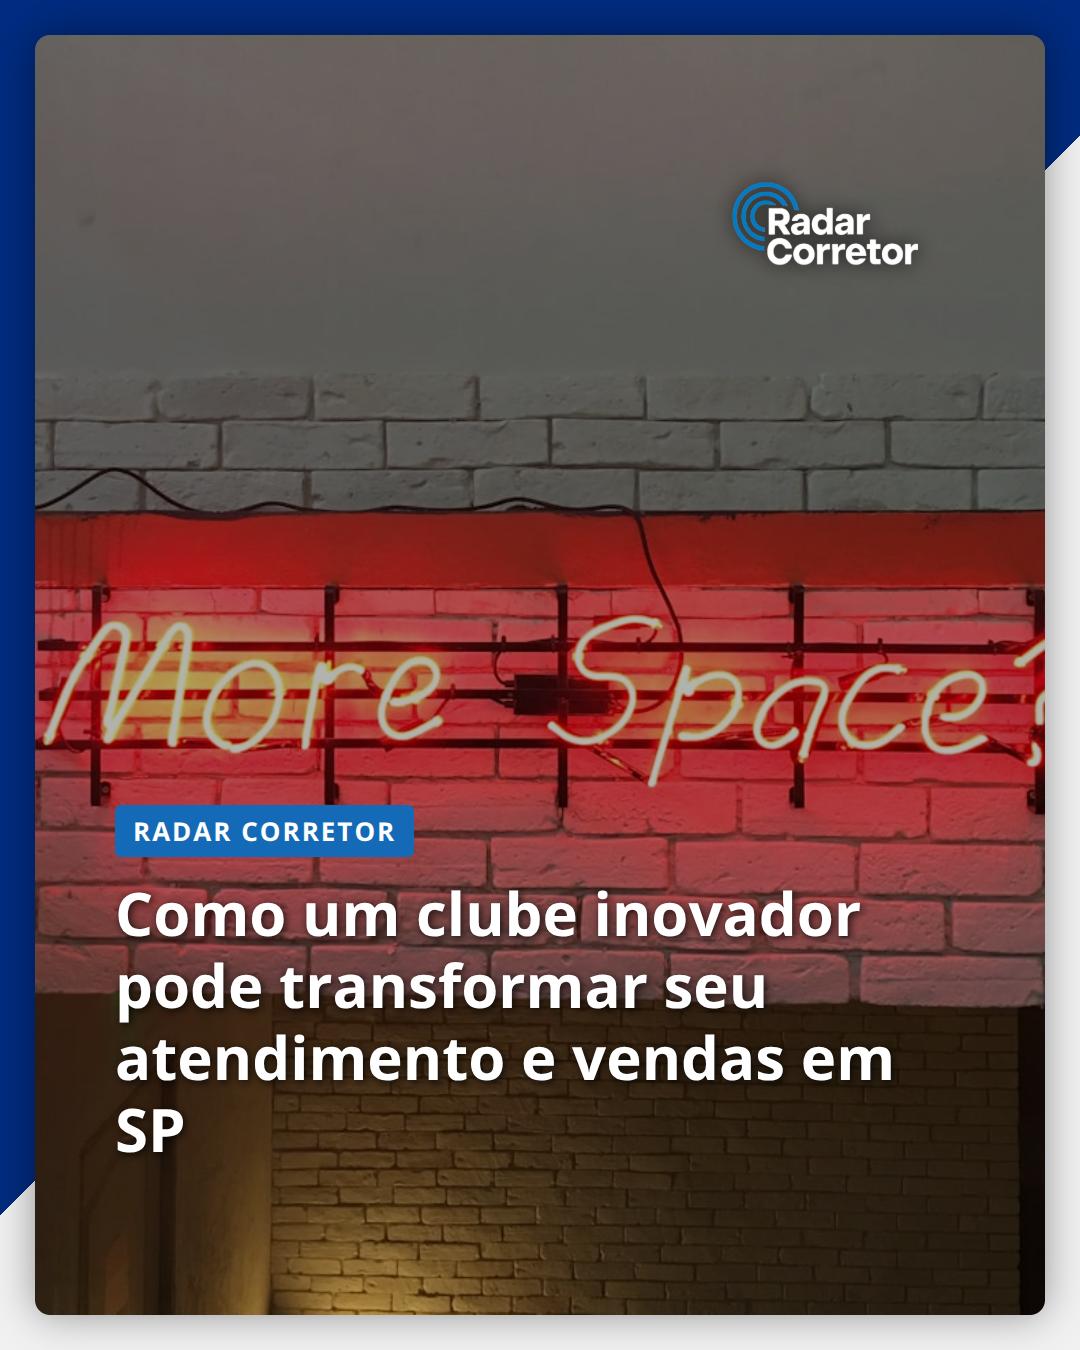 Radar
Corretor
More Space?
RADAR CORRETOR
Como um clube inovador
pode transformar seu
atendimento e vendas em
SP